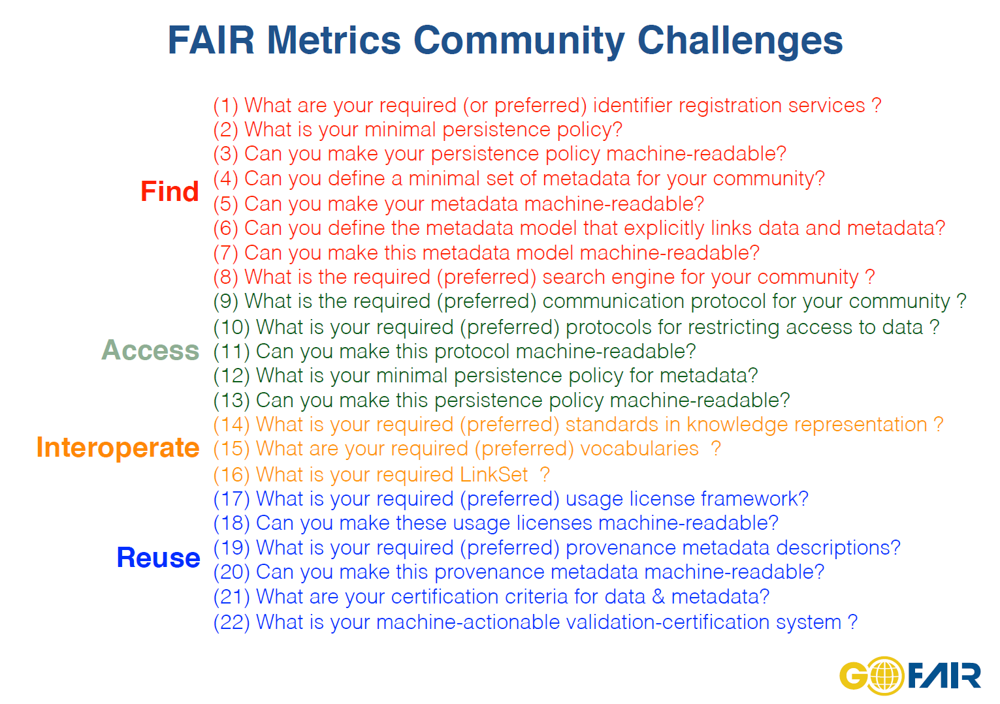 FAIR Metrics Community Challenges
Find
(1) What are your required (or preferred) identifier registration services ?
(2) What is your minimal persistence policy?
(3) Can you make your persistence policy machine-readable?
(4) Can you define a minimal set of metadata for your community?
(5) Can you make your metadata machine-readable?
(6) Can you define the metadata model that explicitly links data and metadata?
(7) Can you make this metadata model machine-readable?
(8) What is the required (preferred) search engine for your community ?
Access
(9) What is the required (preferred) communication protocol for your community ?
(10) What is your required (preferred) protocols for restricting access to data ?
(11) Can you make this protocol machine-readable?
(12) What is your minimal persistence policy for metadata?
(13) Can you make this persistence policy machine-readable?
Interoperate
(14) What is your required (preferred) standards in knowledge representation ?
(15) What are your required (preferred) vocabularies  ?
(16) What is your required LinkSet  ?
Reuse
(17) What is your required (preferred) usage license framework?
(18) Can you make these usage licenses machine-readable?
(19) What is your required (preferred) provenance metadata descriptions?
(20) Can you make this provenance metadata machine-readable?
(21) What are your certification criteria for data & metadata?
(22) What is your machine-actionable validation-certification system ?
GO FAIR